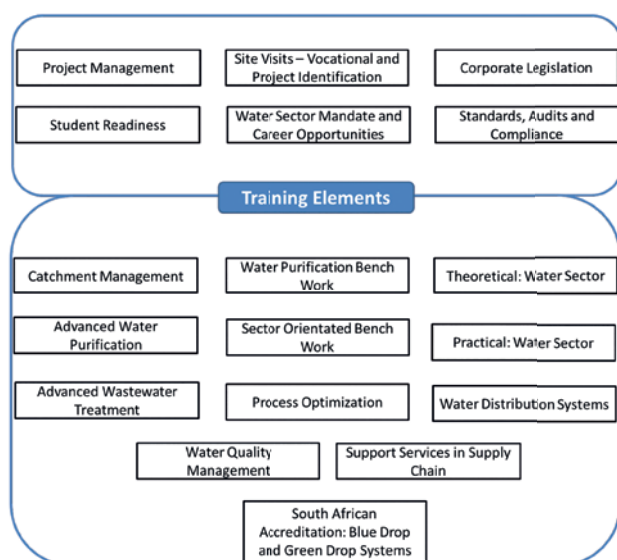 Project Management
Site Visits – Vocational and
Project Identification
Corporate Legislation
Student Readiness
Water Sector Mandate and
Career Opportunities
Standards, Audits and
Compliance
Training Elements
Catchment Management
Water Purification Bench
Work
Theoretical: Water Sector
Advanced Water
Purification
Sector Orientated Bench
Work
Practical: Water Sector
Advanced Wastewater
Treatment
Process Optimization
Water Distribution Systems
Water Quality
Management
Support Services in Supply
Chain
South African
Accreditation: Blue Drop
and Green Drop Systems